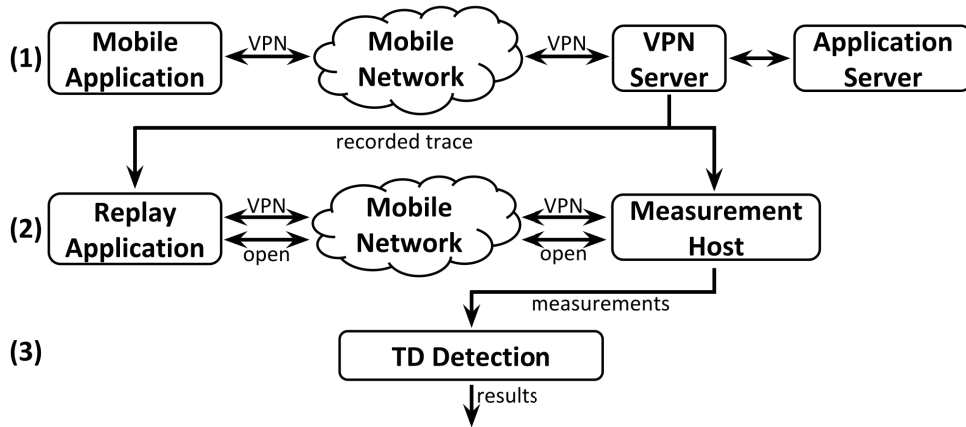 (1)
Mobile
Application
VPN
Mobile
Network
VPN
VPN
Server
Application
Server
recorded trace
(2)
Replay
Application
VPN
open
Mobile
Network
VPN
open
Measurement
Host
measurements
(3)
TD Detection
results